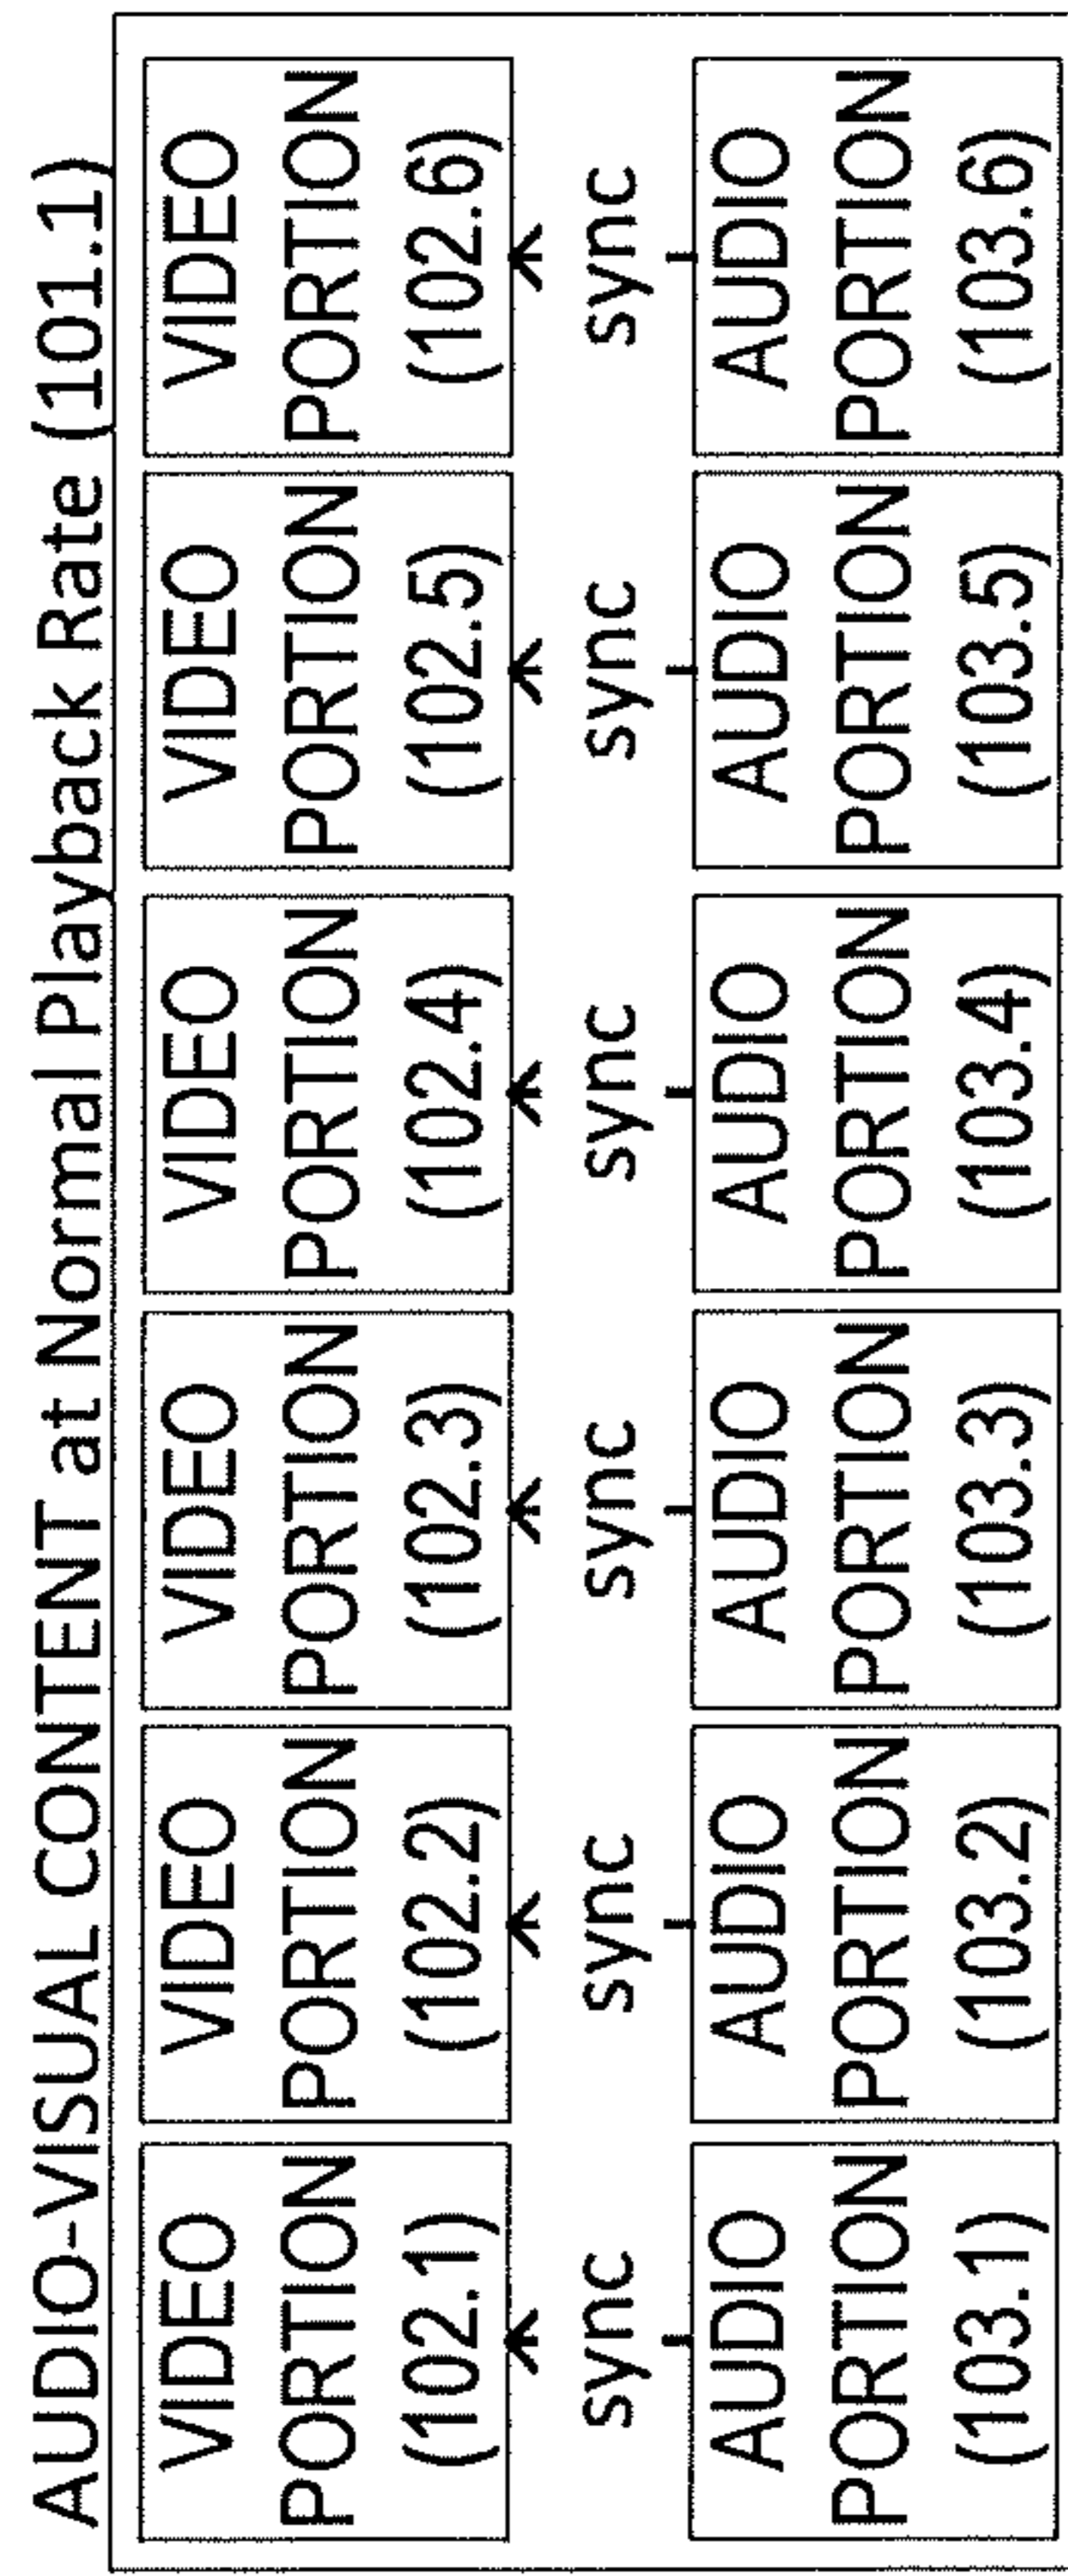 AUDIO-VISUAL CONTENT at Normal Playback Rate (101.1)
VIDEO
PORTION
(102.1)
VIDEO
PORTION
(102.2)
VIDEO
PORTION
(102.3)
VIDEO
PORTION
(102.4)
VIDEO
PORTION
(102.5)
VIDEO
PORTION
(102.6)
sync
sync
sync
sync
sync
sync
AUDIO
PORTION
(103.1)
AUDIO
PORTION
(103.2)
AUDIO
PORTION
(103.3)
AUDIO
PORTION
(103.4)
AUDIO
PORTION
(103.5)
AUDIO
PORTION
(103.6)